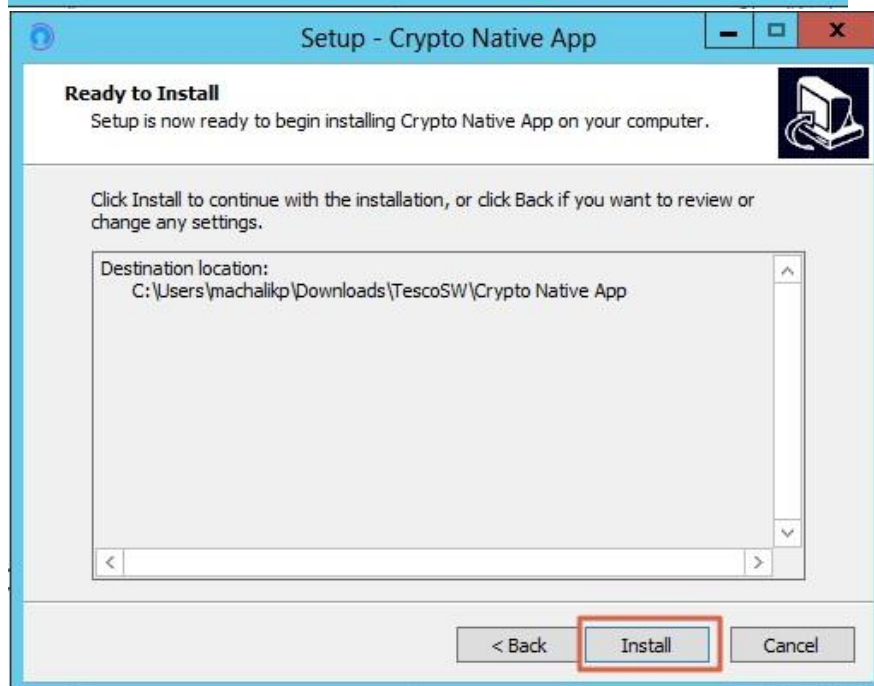 Setup - Crypto Native App
Ready to Install
Setup is now ready to begin installing Crypto Native App on your computer.
Click Install to continue with the installation, or click Back if you want to review or
change any settings.
Destination location:
C:\Users\machalikp\Downloads\TescoSW\Crypto Native App
< Back Install Cancel